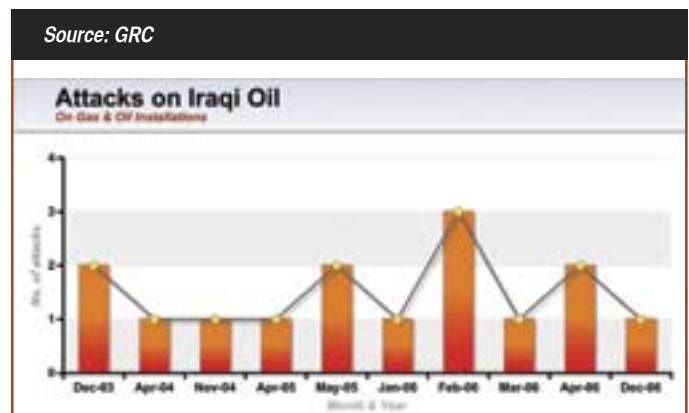 Source: GRC
Attacks on Iraqi Oil
On Gas & Oil Installations
No. of attacks
4
3
2
1
0
Dec-03 Apr-04 Nov-04 Apr-05 May-05 Jan-06 Feb-06 Mar-06 Apr-06 Dec-06
Month & Year